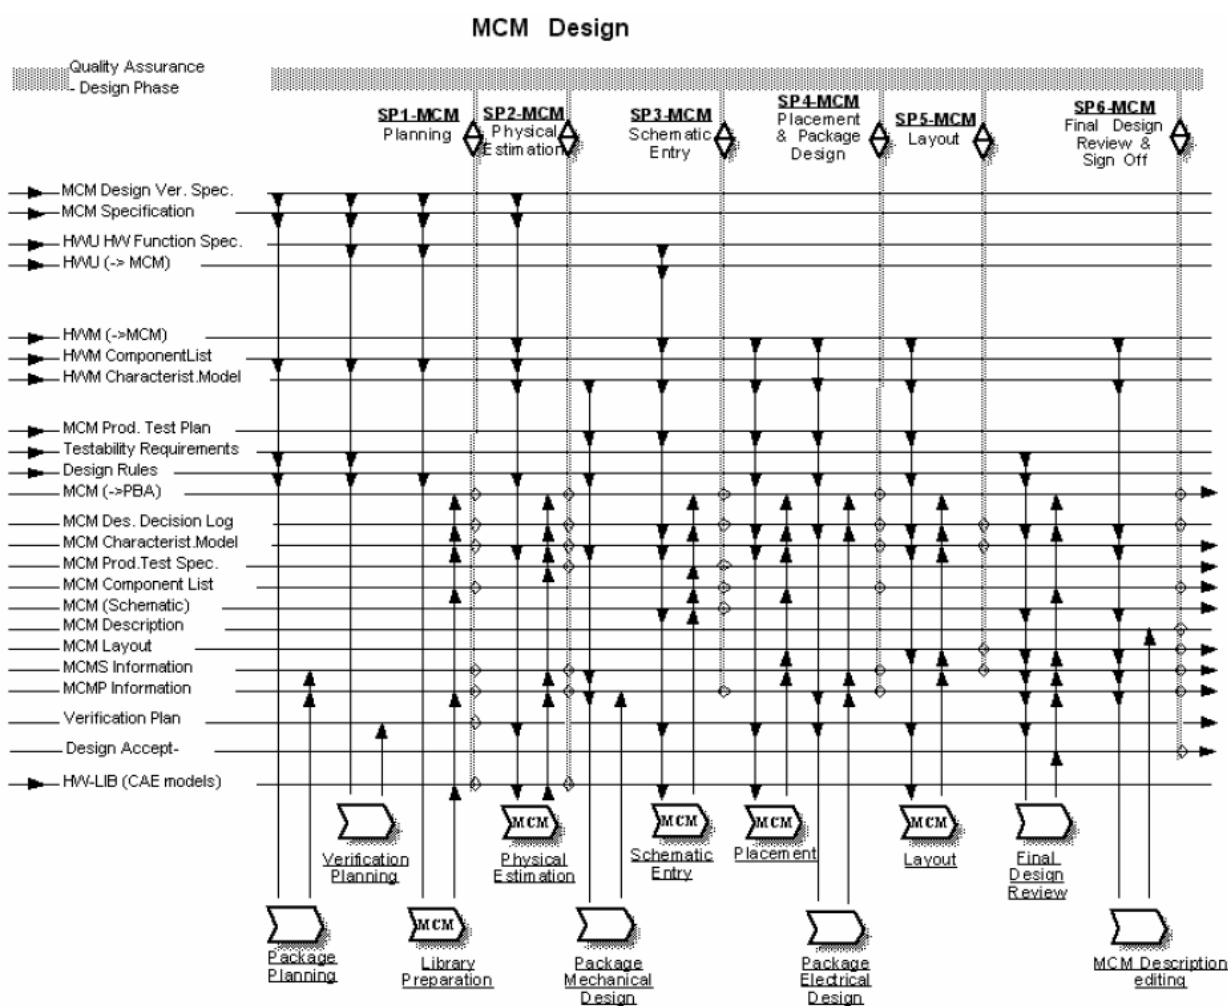 MCM Design
Quality Assurance
- Design Phase
SP1-MCM
Planning
SP2-MCM
Physical
Estimation
SP3-MCM
Schematic
Entry
SP4-MCM
Placement
& Package
Design
SP5-MCM
Layout
SP6-MCM
Final Design
Review &
Sign Off
MCM Design Ver. Spec.
MCM Specification
HWU HW Function Spec.
HWU (-> MCM)
HWM (->MCM)
HWM ComponentList
HWM Characterist.Model
MCM Prod. Test Plan
Testability Requirements
Design Rules
MCM (->PBA)
MCM Des. Decision Log
MCM Characterist.Model
MCM Prod.Test Spec.
MCM Component List
MCM (Schematic)
MCM Description
MCM Layout
MCMS Information
MCMP Information
Verification Plan
Design Accept-
HW-LIB (CAE models)
Verification
Planning
MCM
Physical
Estimation
MCM
Schematic
Entry
MCM
Placement
MCM
Layout
Final
Design
Review
Package
Planning
MCM
Library
Preparation
Package
Mechanical
Design
Package
Electrical
Design
MCM Description
editing